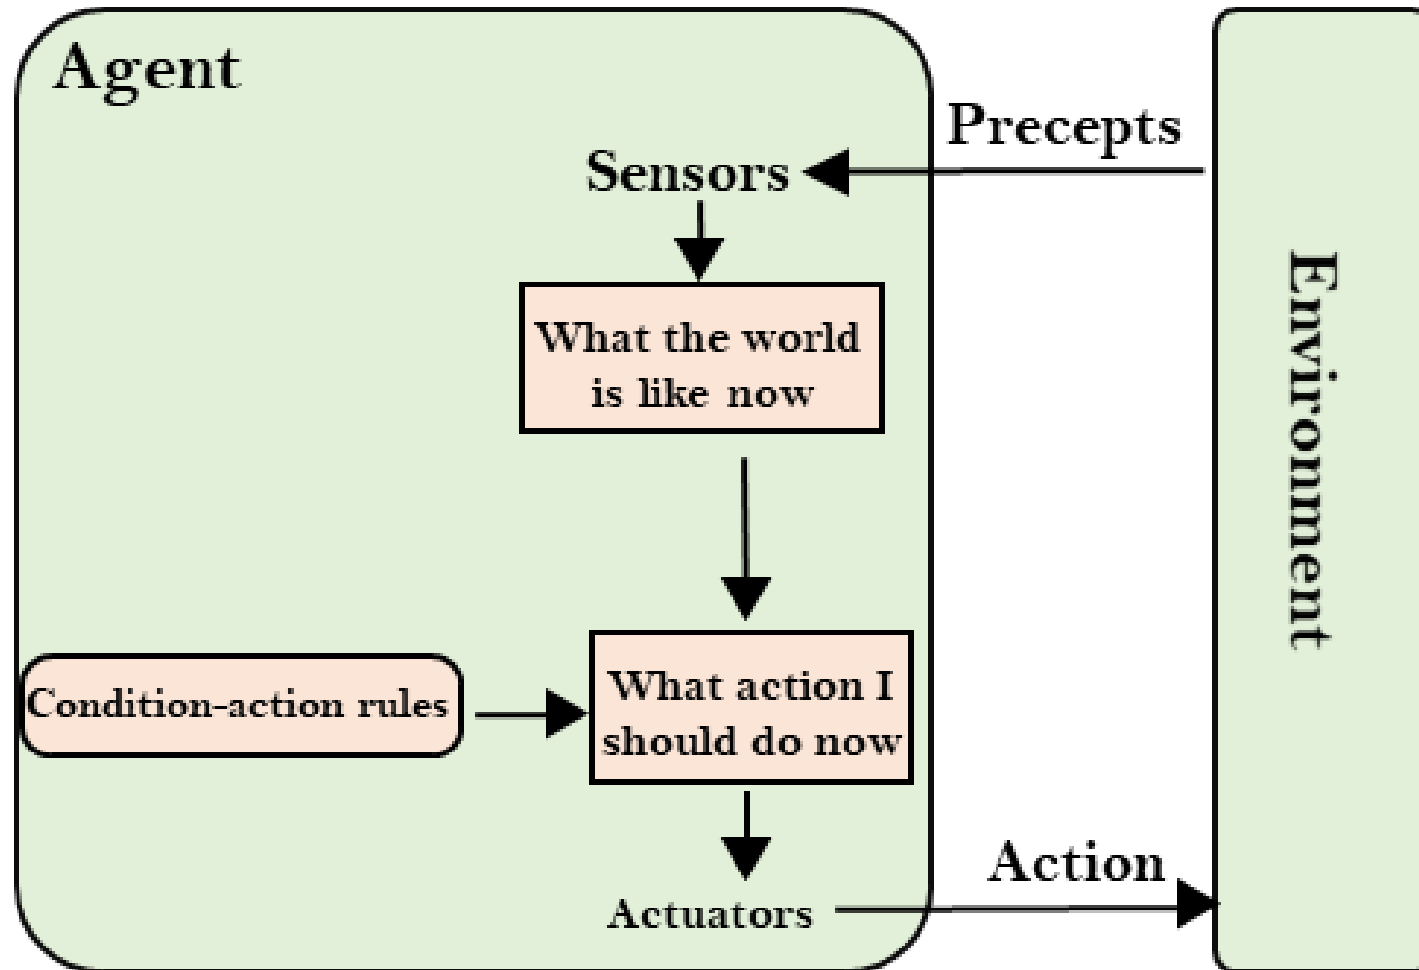 Agent
Precepts
Sensors
What the world
is like now
Environment
Condition-action rules
What action I
should do now
Action
Actuators